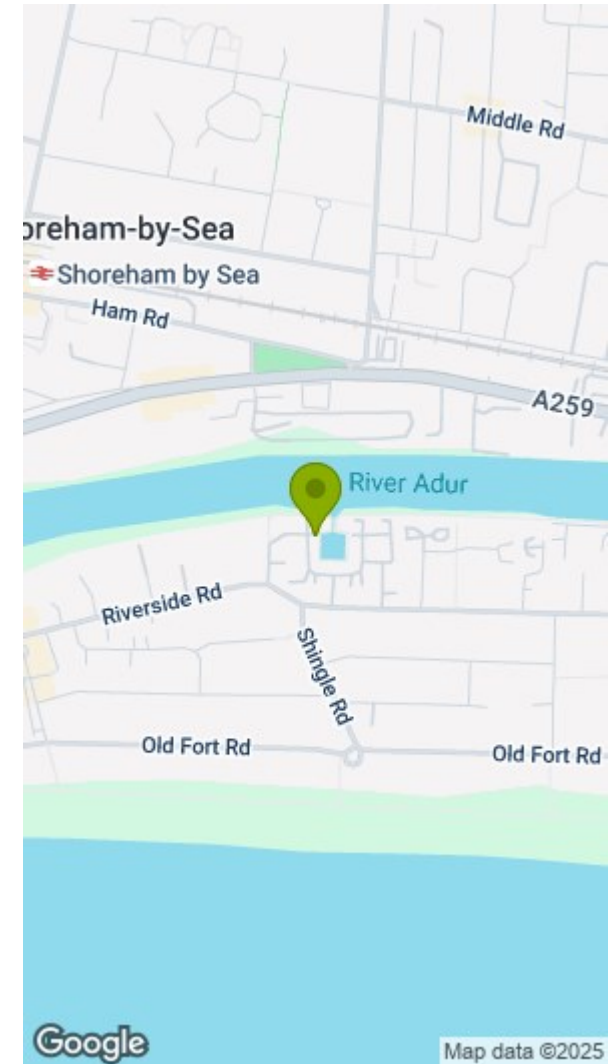 Middle Rd
oreham-by-Sea
Shoreham by Sea
Ham Rd
A259
River Adur
Riverside Rd
Shingle Rd
Old Fort Rd
Old Fort Rd
Google
Map data ©2025